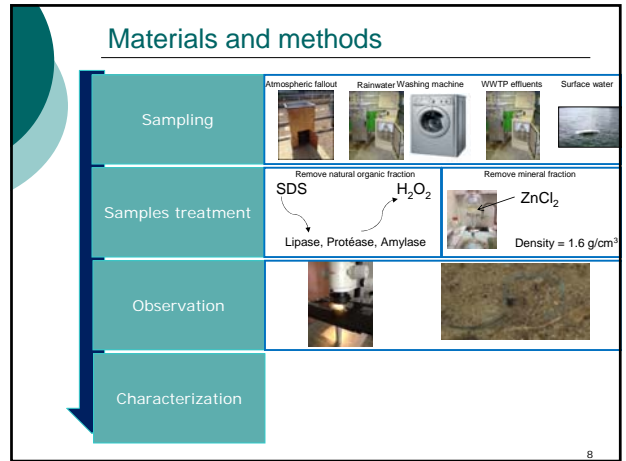 Materials and methods
Sampling
Atmospheric fallout Rainwater Washing machine WWTP effluents Surface water
Samples treatment
Remove natural organic fraction
SDS H₂O₂
Lipase, Protéase, Amylase
Remove mineral fraction
ZnCl₂
Density = 1.6 g/cm³
Observation
Characterization
8